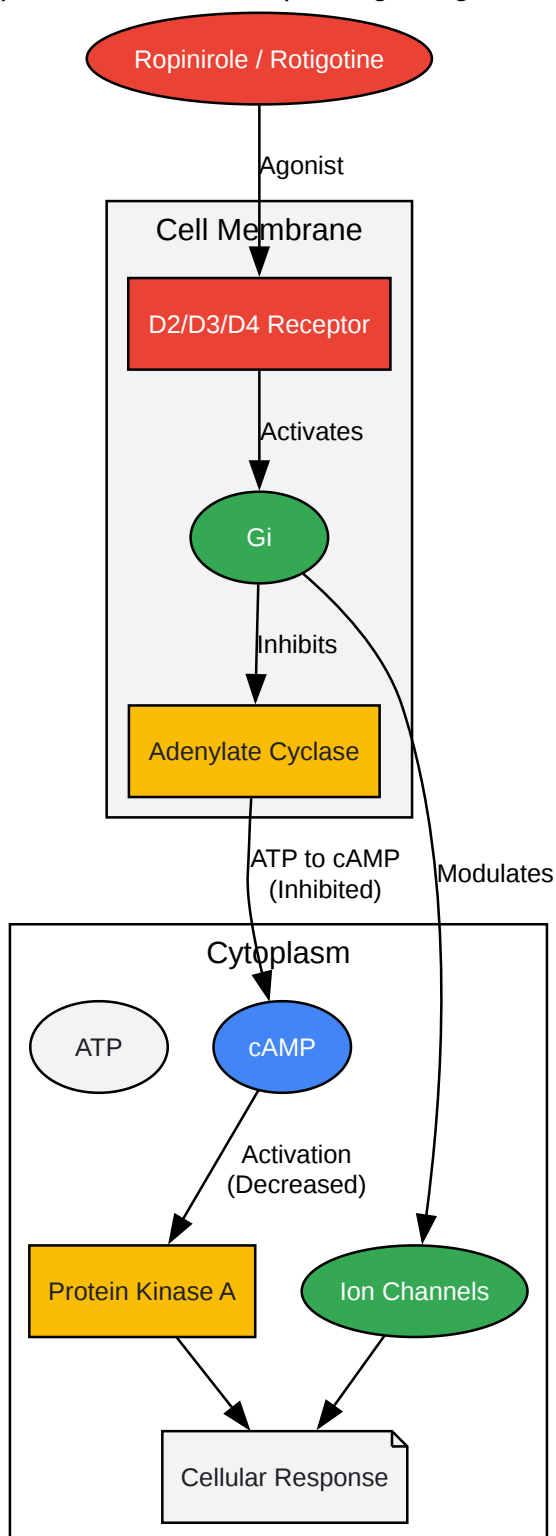 Ropinirole / Rotigotine
Agonist
Cell Membrane
D2/D3/D4 Receptor
Activates
Gi
Inhibits
Adenylate Cyclase
ATP to cAMP
(Inhibited)
Modulates
Cytoplasm
ATP
cAMP
Activation
(Decreased)
Protein Kinase A
Ion Channels
Cellular Response